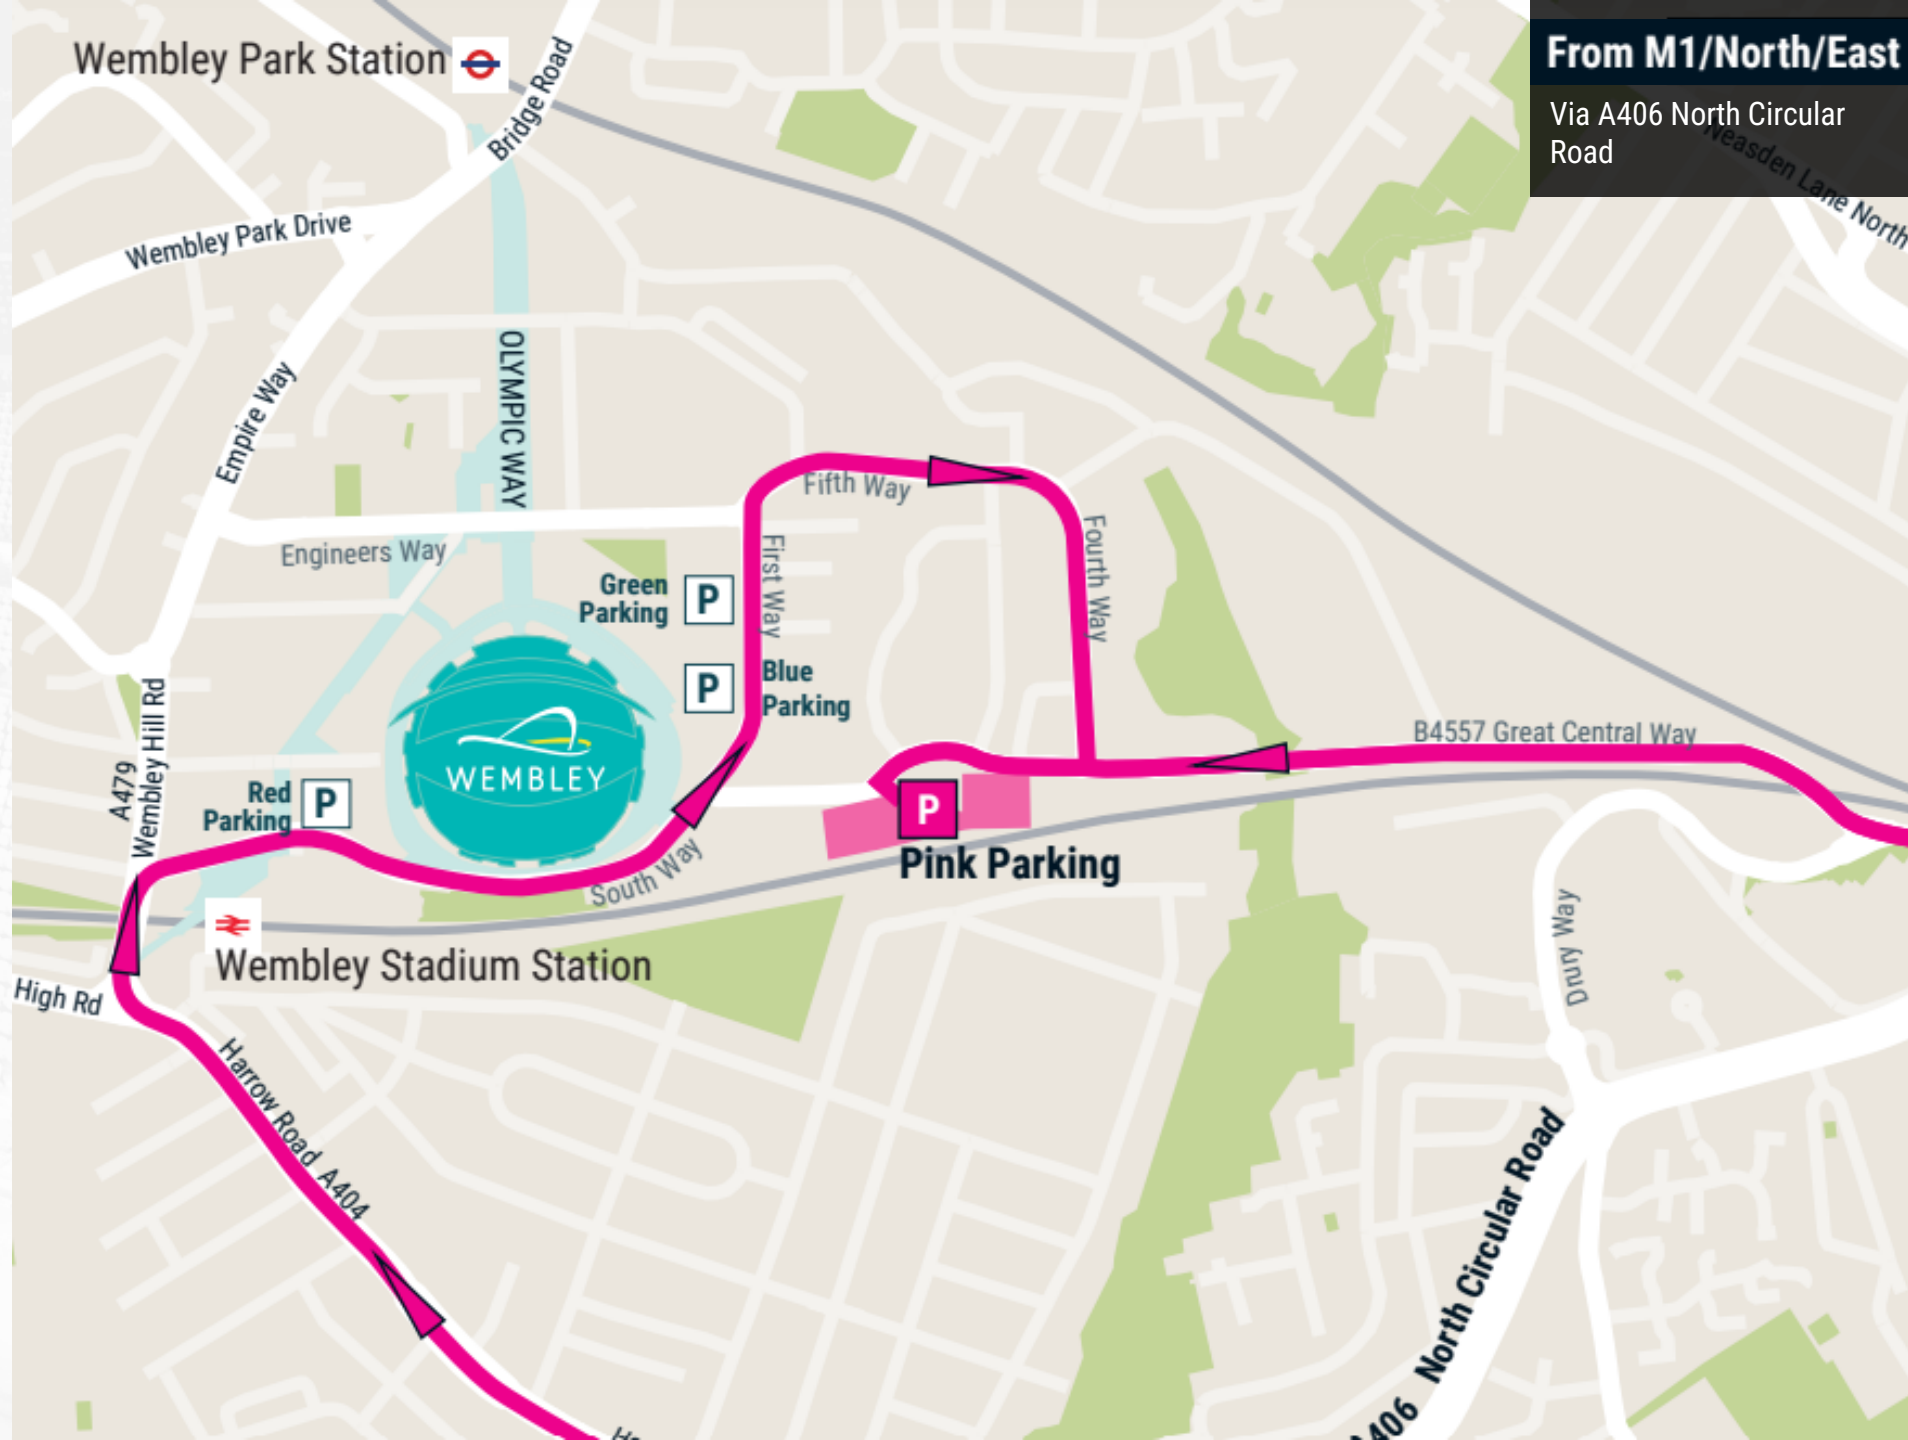 Wembley Park Station
Bridge Road
From M1/North/East
Via A406 North Circular
Road
Neasden Lane North
Wembley Park Drive
OLYMPIC WAY
Empire Way
Fifth Way
Engineers Way
First Way
Fourth Way
Green
Parking
P
Blue
Parking
P
A479
Wembley Hill Rd
WEMBLEY
B4557 Great Central Way
Red
Parking
P
P
Pink Parking
South Way
Drury Way
Wembley Stadium Station
High Rd
Harrow Road A404
A406 North Circular Road